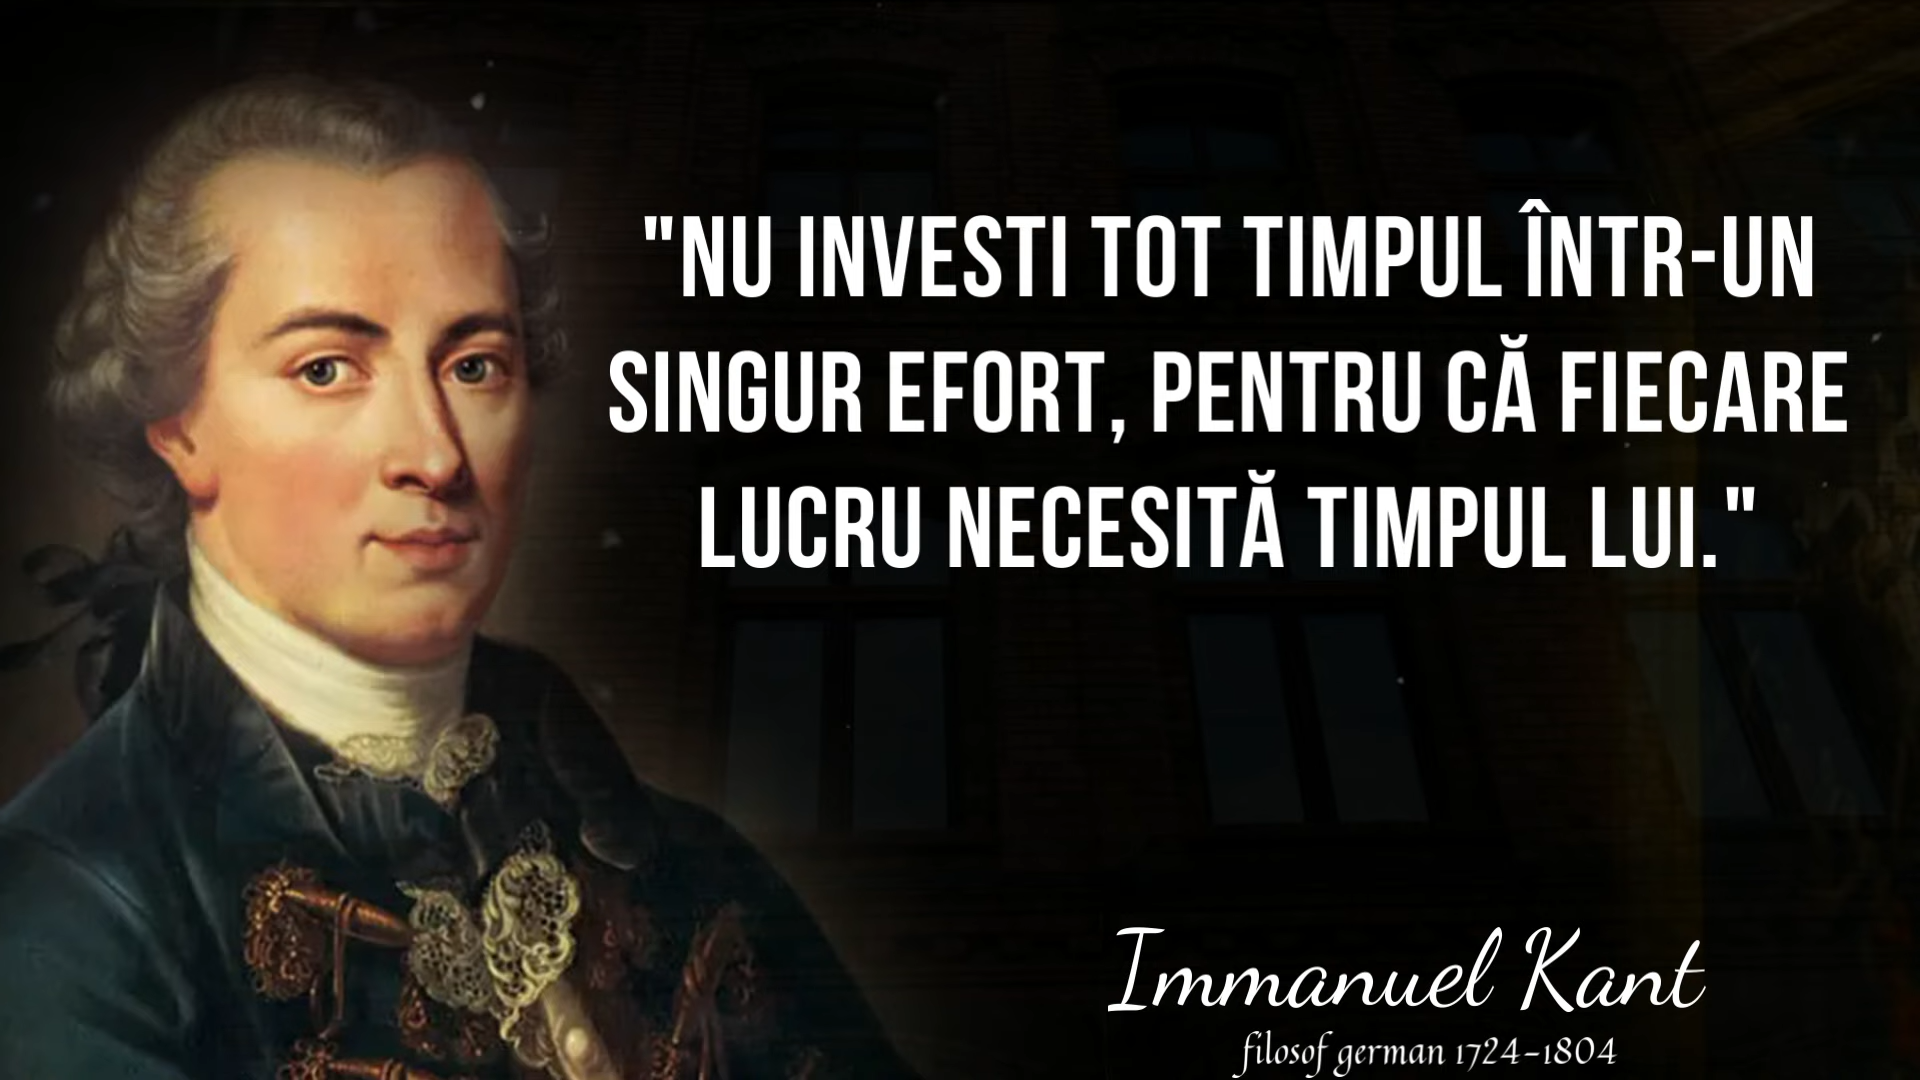 "NU INVESTI TOT TIMPUL ÎNTR-UN
SINGUR EFORT, PENTRU CĂ FIECARE
LUCRU NECESITĂ TIMPUL LUI."
Immanuel Kant
filosof german 1724-1804